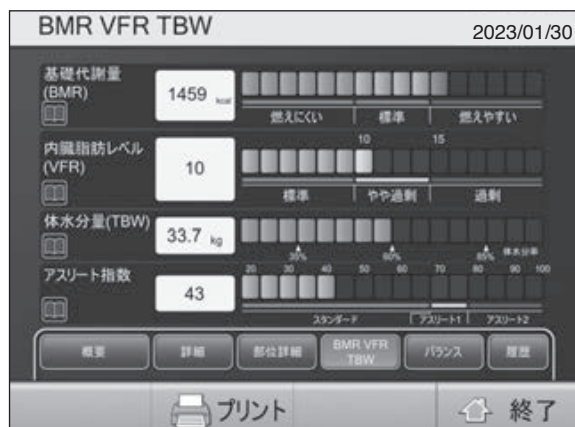 BMR VFR TBW
2023/01/30
基礎代謝量
(BMR)
1459 kcal
燃えにくい 標準 燃えやすい
内臓脂肪レベル
(VFR)
10
10 15
標準 やや過剰 過剰
体水分量(TBW)
33.7 kg
35% 60% 85% 体水分率
アスリート指数
43
20 30 40 50 60 70 80 90 100
スタンダード アスリート1 アスリート2
概要 詳細 部位詳細 BMR VFR TBW バランス 履歴
プリント 終了